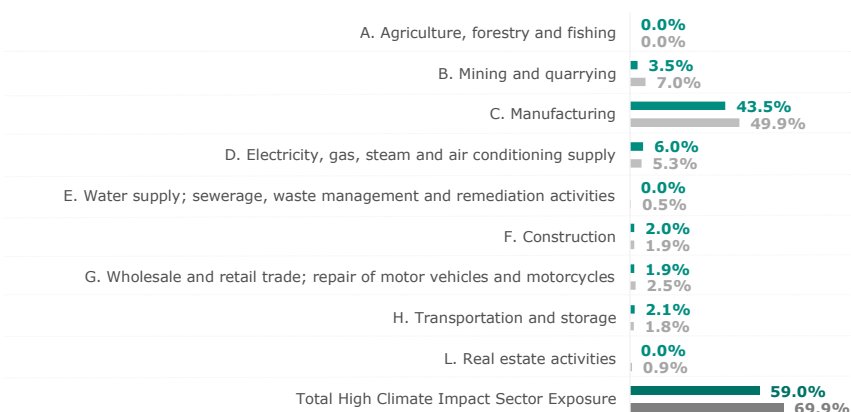 A. Agriculture, forestry and fishing
0.0%
0.0%
B. Mining and quarrying
3.5%
7.0%
C. Manufacturing
43.5%
49.9%
D. Electricity, gas, steam and air conditioning supply
6.0%
5.3%
E. Water supply; sewerage, waste management and remediation activities
0.0%
0.5%
F. Construction
2.0%
1.9%
G. Wholesale and retail trade; repair of motor vehicles and motorcycles
1.9%
2.5%
H. Transportation and storage
2.1%
1.8%
L. Real estate activities
0.0%
0.9%
Total High Climate Impact Sector Exposure
59.0%
69.9%